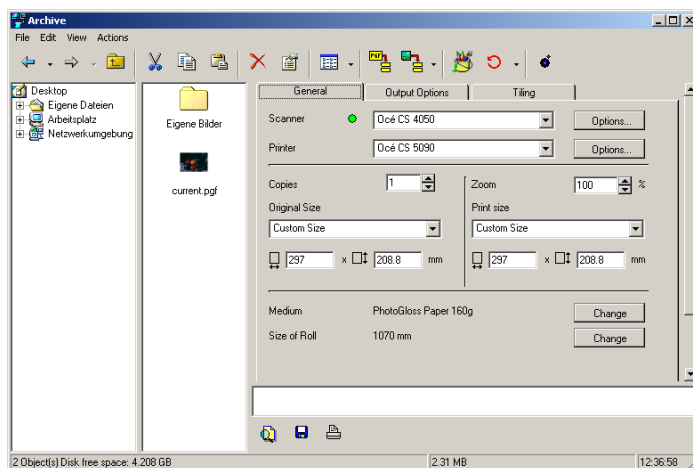 Archive
File Edit View Actions
Desktop
Eigene Dateien
Arbeitsplatz
Netzwerkumgebung
Eigene Bilder
current.pgf
General Output Options Tiling
Scanner Océ CS 4050 Options...
Printer Océ CS 5090 Options...
Copies 1 Zoom 100 %
Original Size Print size
Custom Size Custom Size
297 x 208.8 mm 297 x 208.8 mm
Medium PhotoGloss Paper 160g Change
Size of Roll 1070 mm Change
2 Object(s) Disk free space: 4.208 GB 2.31 MB 12:36:58